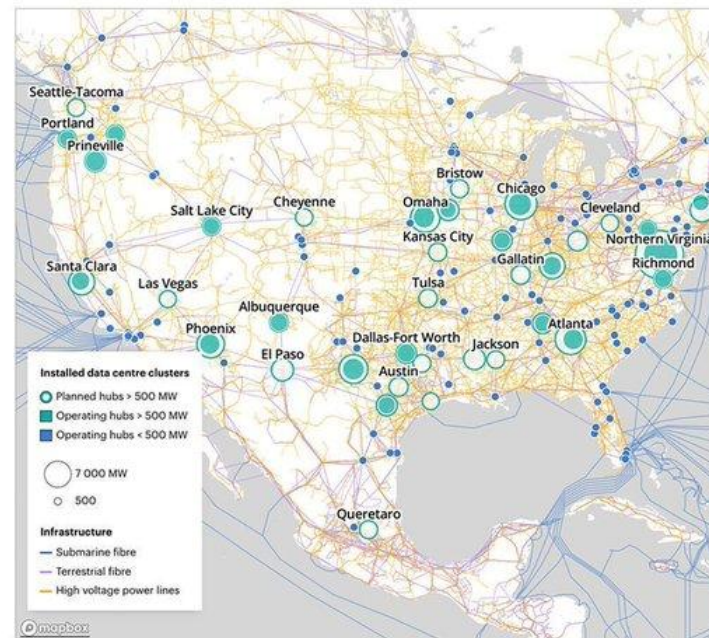 Seattle-Tacoma
Portland
Prineville
Bristow
Cheyenne
Omaha
Chicago
Cleveland
Salt Lake City
Kansas City
Northern Virginia
Gallatin
Richmond
Santa Clara
Las Vegas
Tulsa
Albuquerque
Atlanta
Phoenix
Dallas-Fort Worth
Jackson
El Paso
Austin
Installed data centre clusters
Planned hubs > 500 MW
Operating hubs > 500 MW
Operating hubs < 500 MW
7 000 MW
500
Queretaro
Infrastructure
Submarine fibre
Terrestrial fibre
High voltage power lines
mapbox